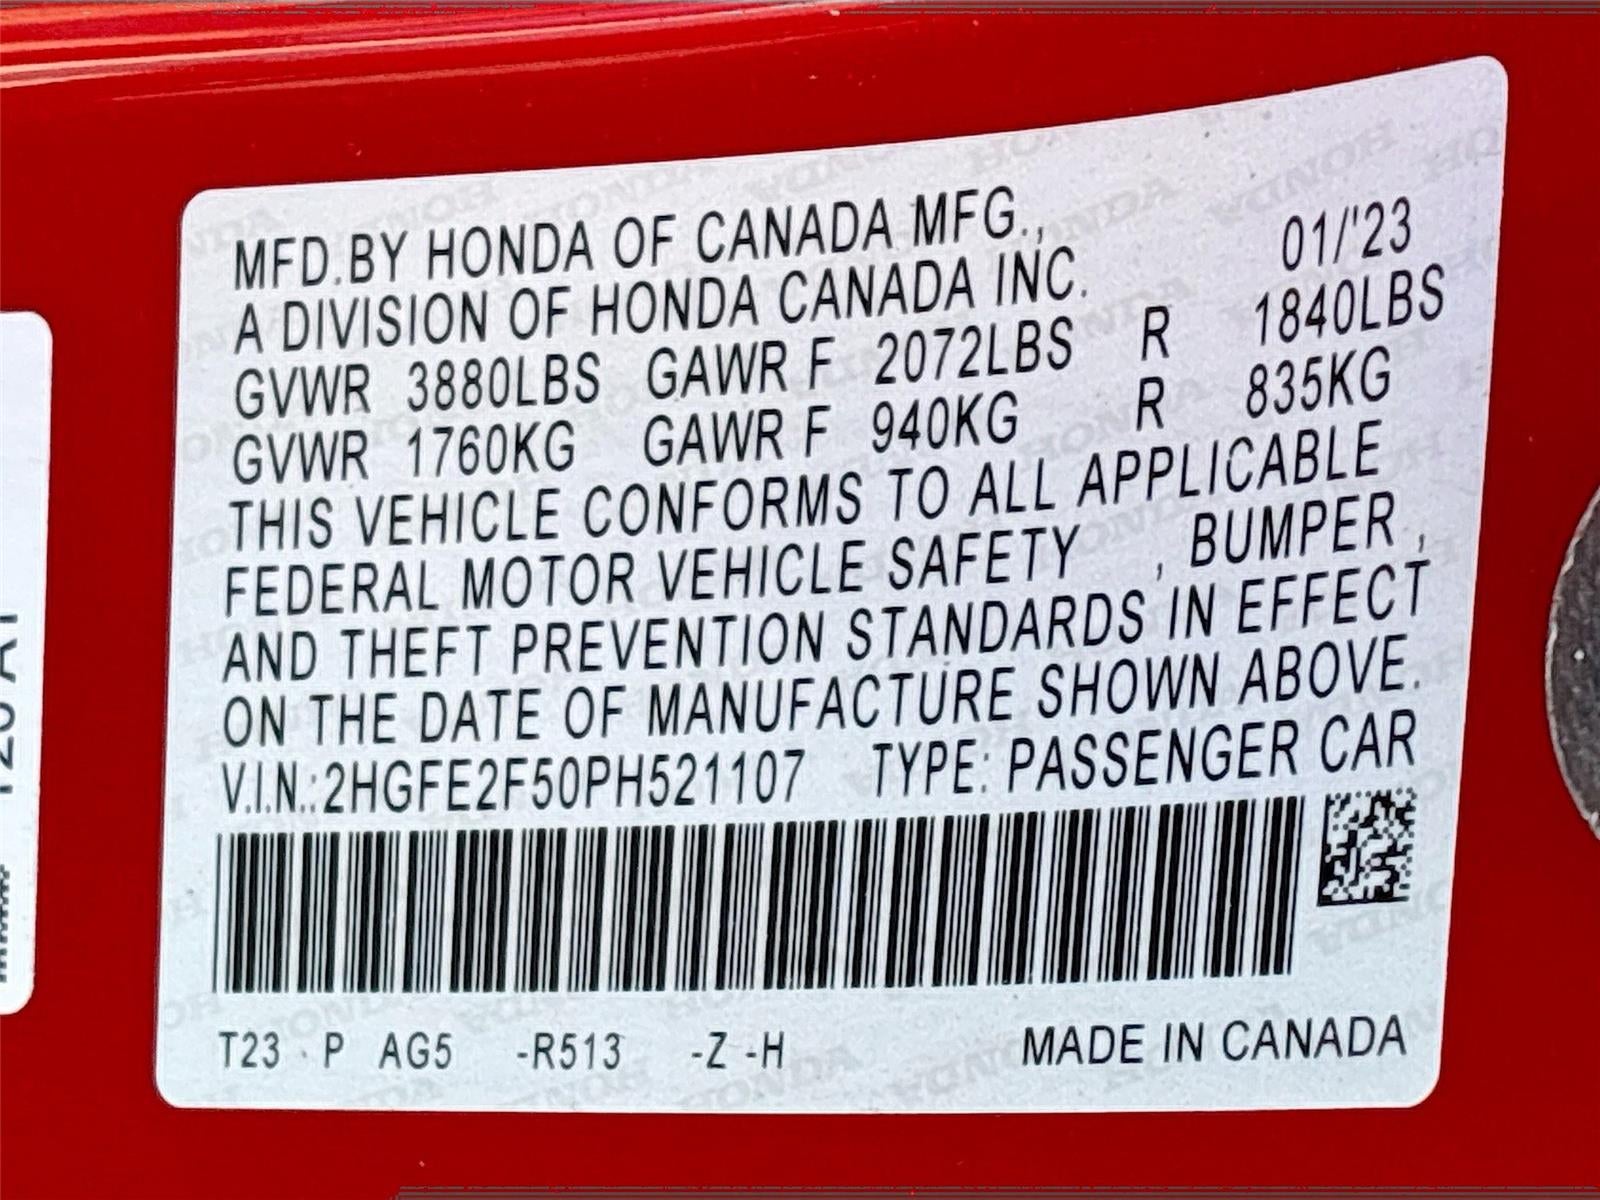 MFD.BY HONDA OF CANADA MFG.,
A DIVISION OF HONDA CANADA INC. 01/'23
GVWR 3880LBS GAWR F 2072LBS R 1840LBS
GVWR 1760KG GAWR F 940KG R 835KG
THIS VEHICLE CONFORMS TO ALL APPLICABLE
FEDERAL MOTOR VEHICLE SAFETY , BUMPER ,
AND THEFT PREVENTION STANDARDS IN EFFECT
ON THE DATE OF MANUFACTURE SHOWN ABOVE.
V.I.N.:2HGFE2F50PH521107 TYPE: PASSENGER CAR
T23 P AG5 -R513 -Z -H MADE IN CANADA